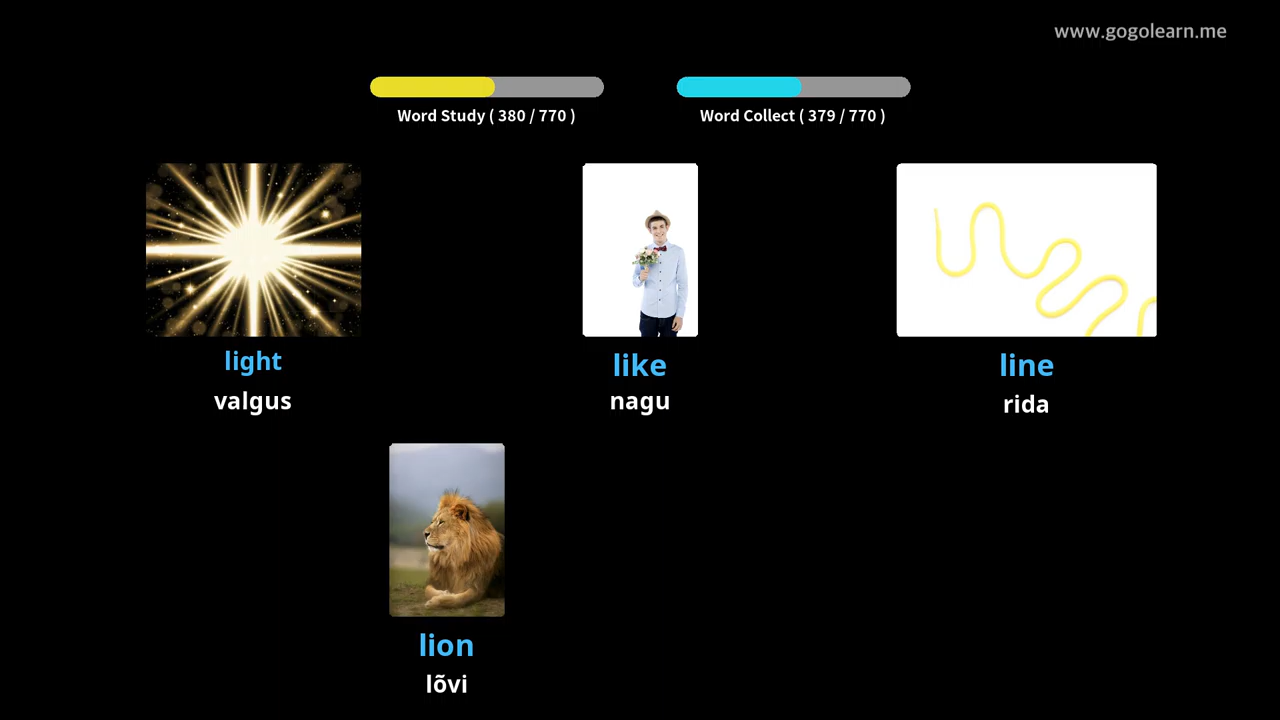 www.gogolearn.me
Word Study ( 380 / 770 )
Word Collect ( 379 / 770 )
light
valgus
like
nagu
line
rida
lion
lõvi